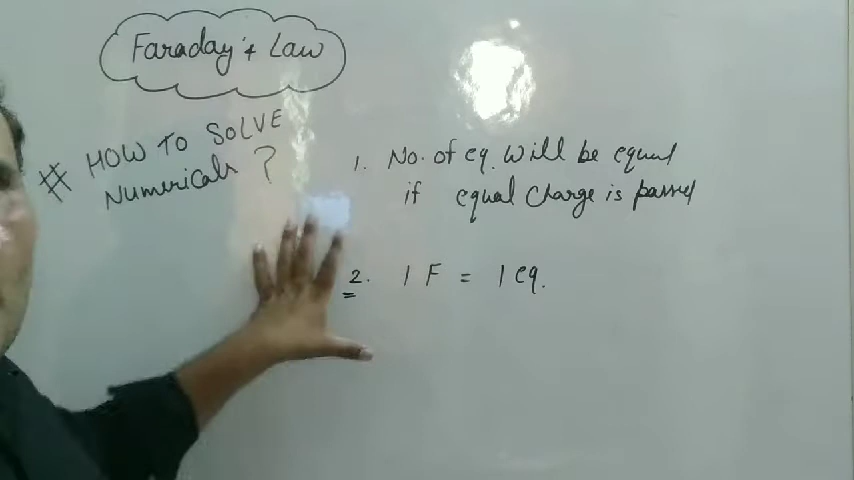 Faraday's Law
# HOW TO SOLVE
Numericals ?
1. No. of eq. will be equal
if equal charge is passed
2. 1 F = 1 eq.